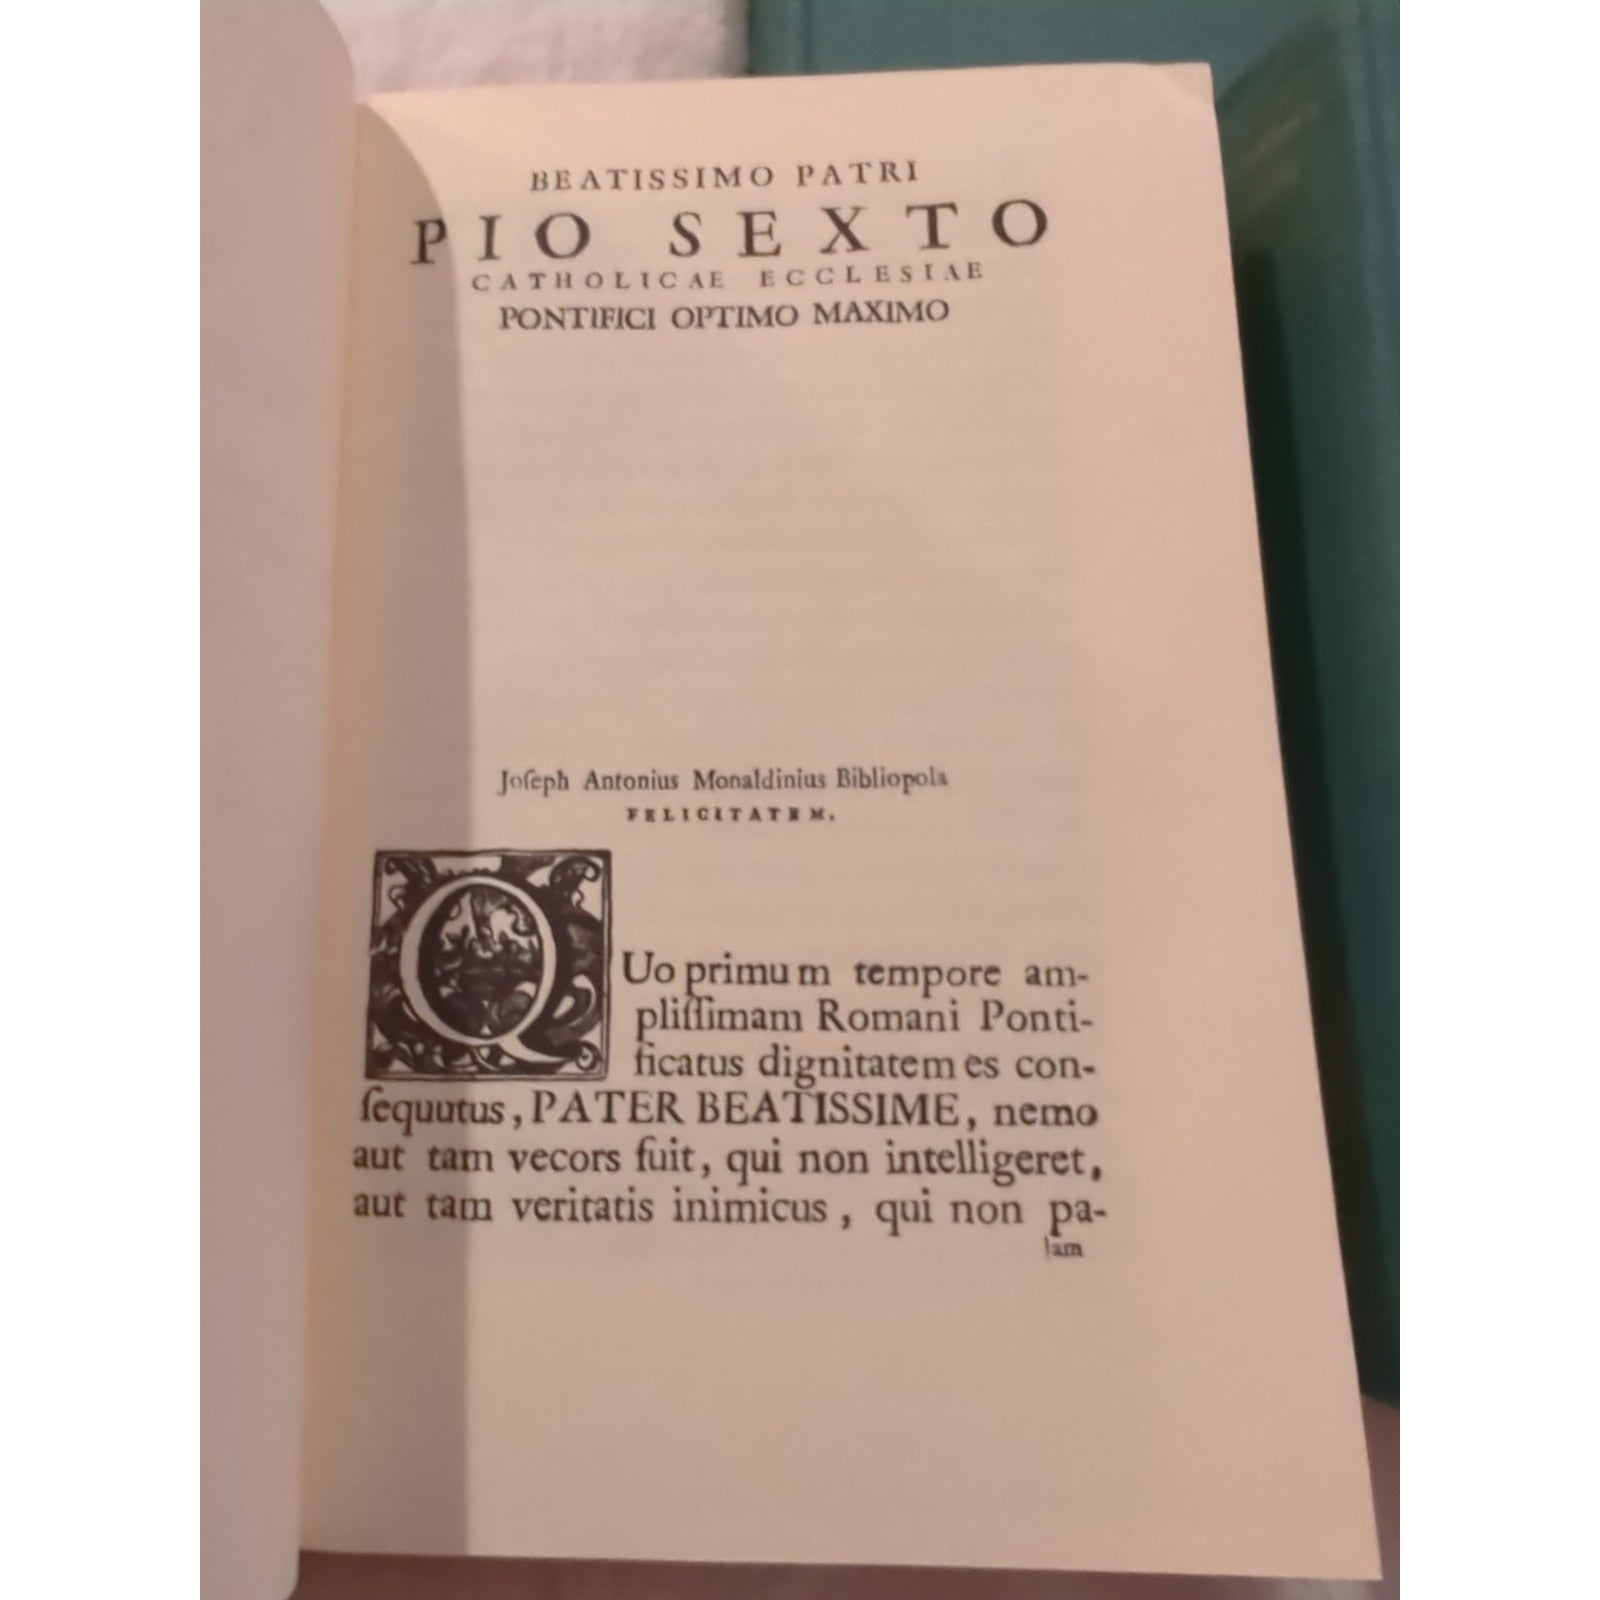 BEATISSIMO PATRI
PIO SEXTO
CATHOLICAE ECCLESIAE
PONTIFICI OPTIMO MAXIMO
Joſeph Antonius Monaldinius Bibliopola
FELICITATEM.
QUo primum tempore am-
pliſſimam Romani Ponti-
ficatus dignitatem es con-
ſequutus, PATER BEATISSIME, nemo
aut tam vecors fuit, qui non intelligeret,
aut tam veritatis inimicus, qui non pa-
lam